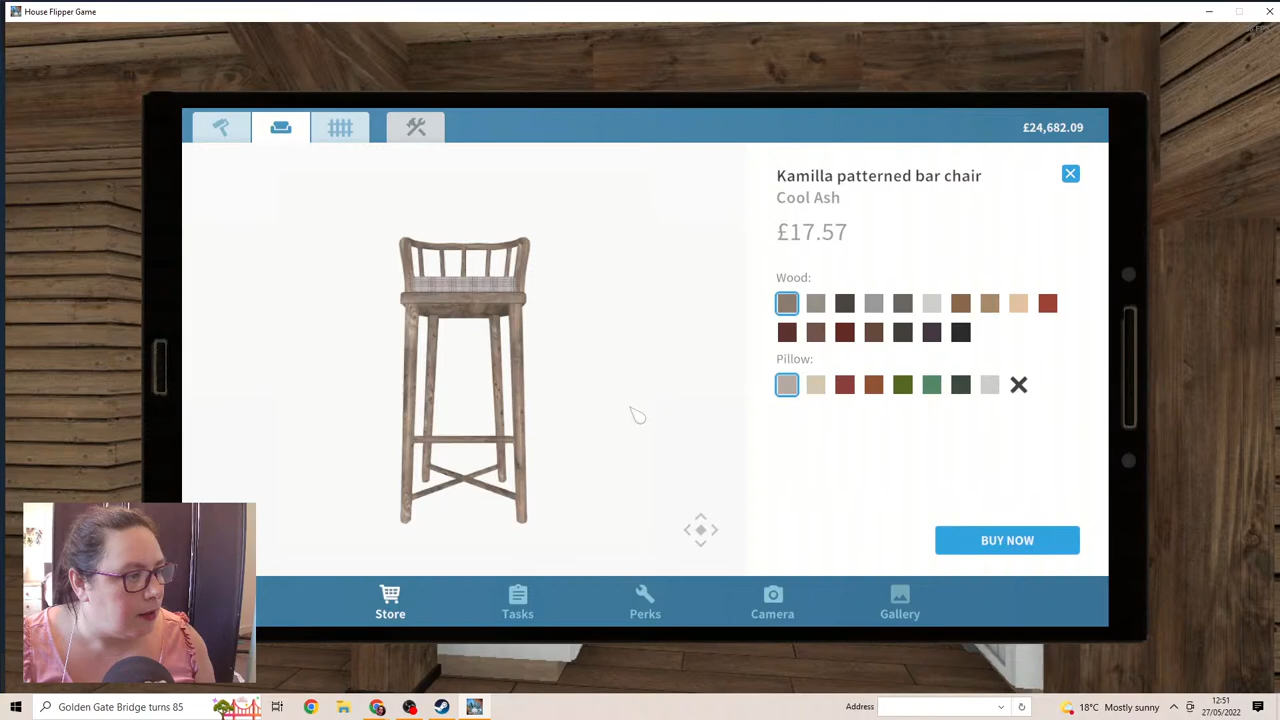 House Flipper Game
£24,682.09
Kamilla patterned bar chair
Cool Ash
£17.57
Wood:
Pillow:
BUY NOW
Store
Tasks
Perks
Camera
Gallery
Golden Gate Bridge turns 85
Address
18°C Mostly sunny
12:51
27/05/2022